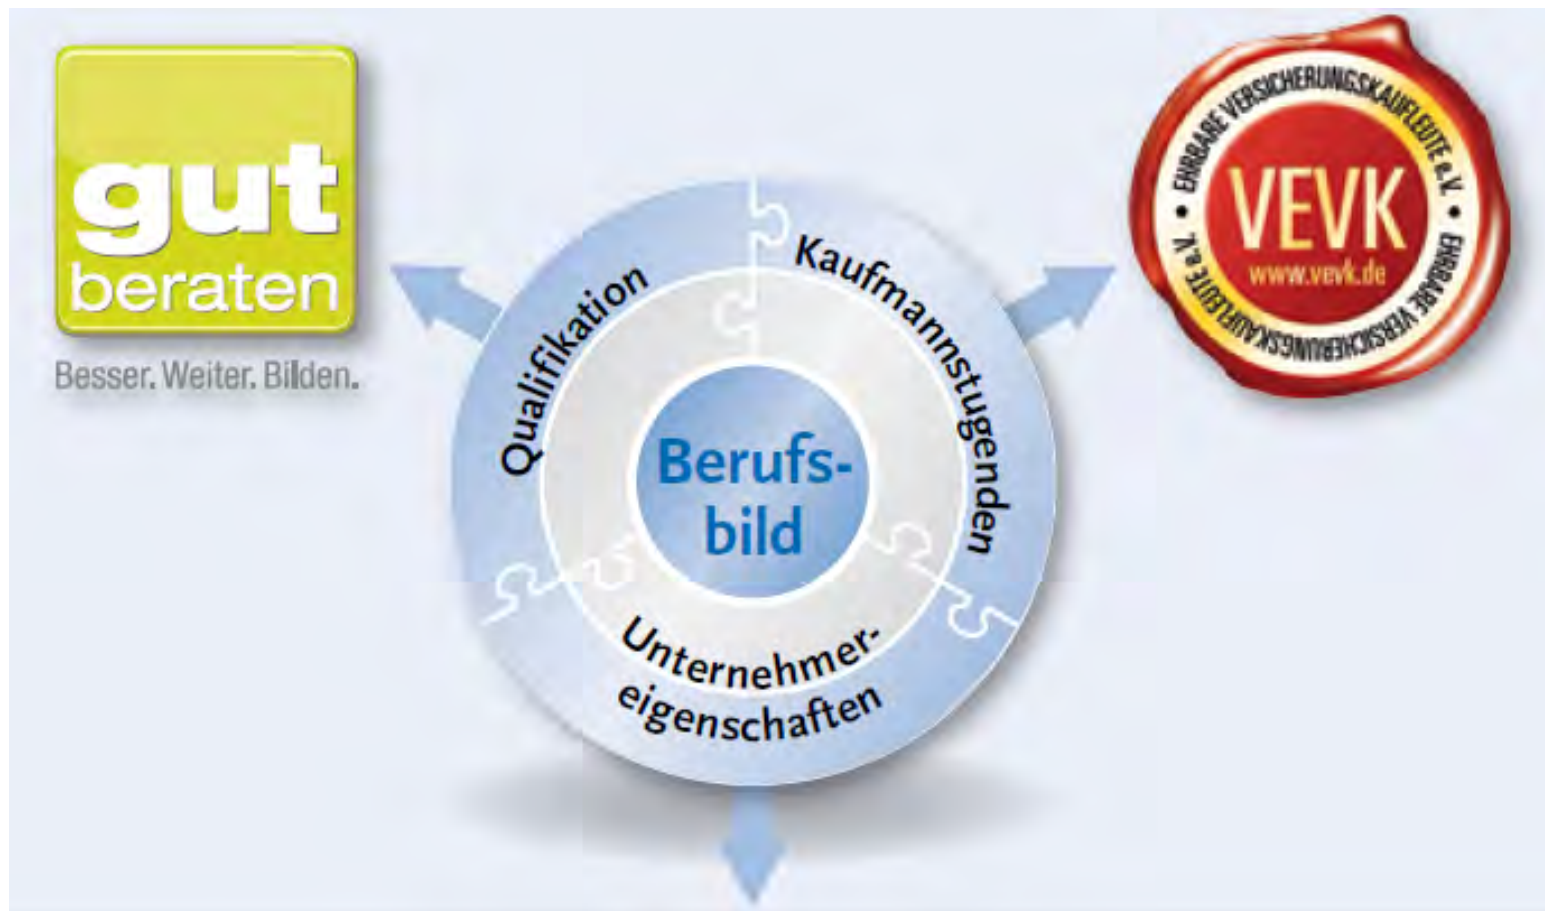 gut
beraten
Besser. Weiter. Bilden.
EHRBARE VERSICHERUNGSKAUFLEUTE e.V. • EHRBARE VERSICHERUNGSKAUFLEUTE e.V. •
VEVK
www.vevk.de
Qualifikation
Kaufmannstugenden
Berufs-
bild
Unternehmer-
eigenschaften